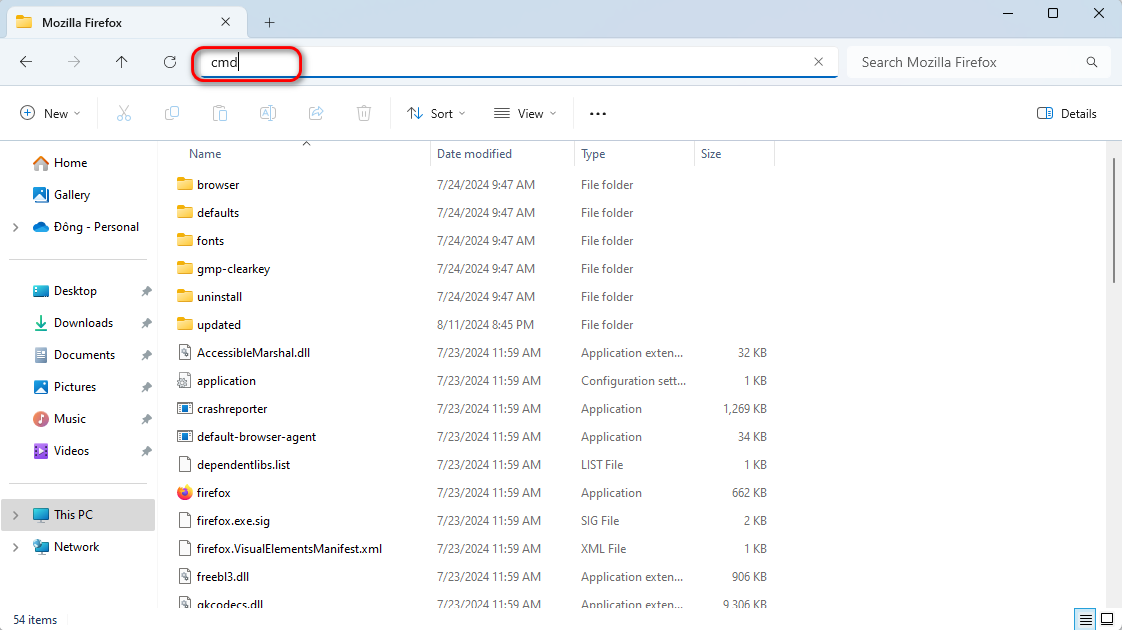 Mozilla Firefox
cmd
Search Mozilla Firefox
New
Sort
View
Details
Home
Gallery
Đông - Personal
Desktop
Downloads
Documents
Pictures
Music
Videos
This PC
Network
Name Date modified Type Size
browser 7/24/2024 9:47 AM File folder
defaults 7/24/2024 9:47 AM File folder
fonts 7/24/2024 9:47 AM File folder
gmp-clearkey 7/24/2024 9:47 AM File folder
uninstall 7/24/2024 9:47 AM File folder
updated 8/11/2024 8:45 PM File folder
AccessibleMarshal.dll 7/23/2024 11:59 AM Application exten... 32 KB
application 7/23/2024 11:59 AM Configuration sett... 1 KB
crashreporter 7/23/2024 11:59 AM Application 1,269 KB
default-browser-agent 7/23/2024 11:59 AM Application 34 KB
dependentlibs.list 7/23/2024 11:59 AM LIST File 1 KB
firefox 7/23/2024 11:59 AM Application 662 KB
firefox.exe.sig 7/23/2024 11:59 AM SIG File 2 KB
firefox.VisualElementsManifest.xml 7/23/2024 11:59 AM XML File 1 KB
freebl3.dll 7/23/2024 11:59 AM Application exten... 906 KB
gkcodecs.dll 7/23/2024 11:59 AM Application exten... 9,306 KB
54 items